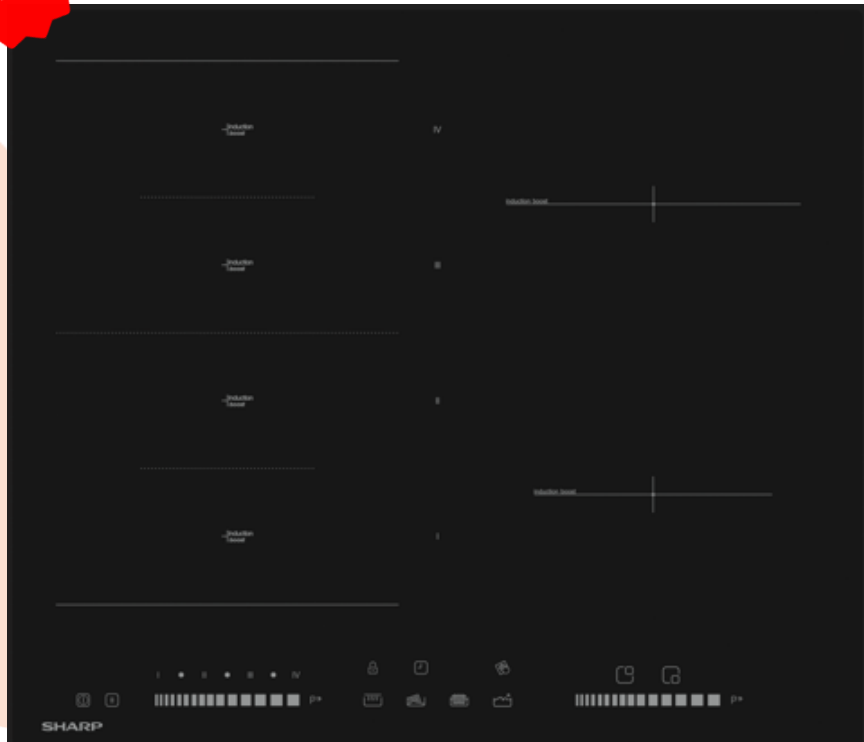 Induction boost
IV
Induction boost
Induction boost
III
Induction boost
II
Induction boost
Induction boost
I
I II III IV
P
P
SHARP